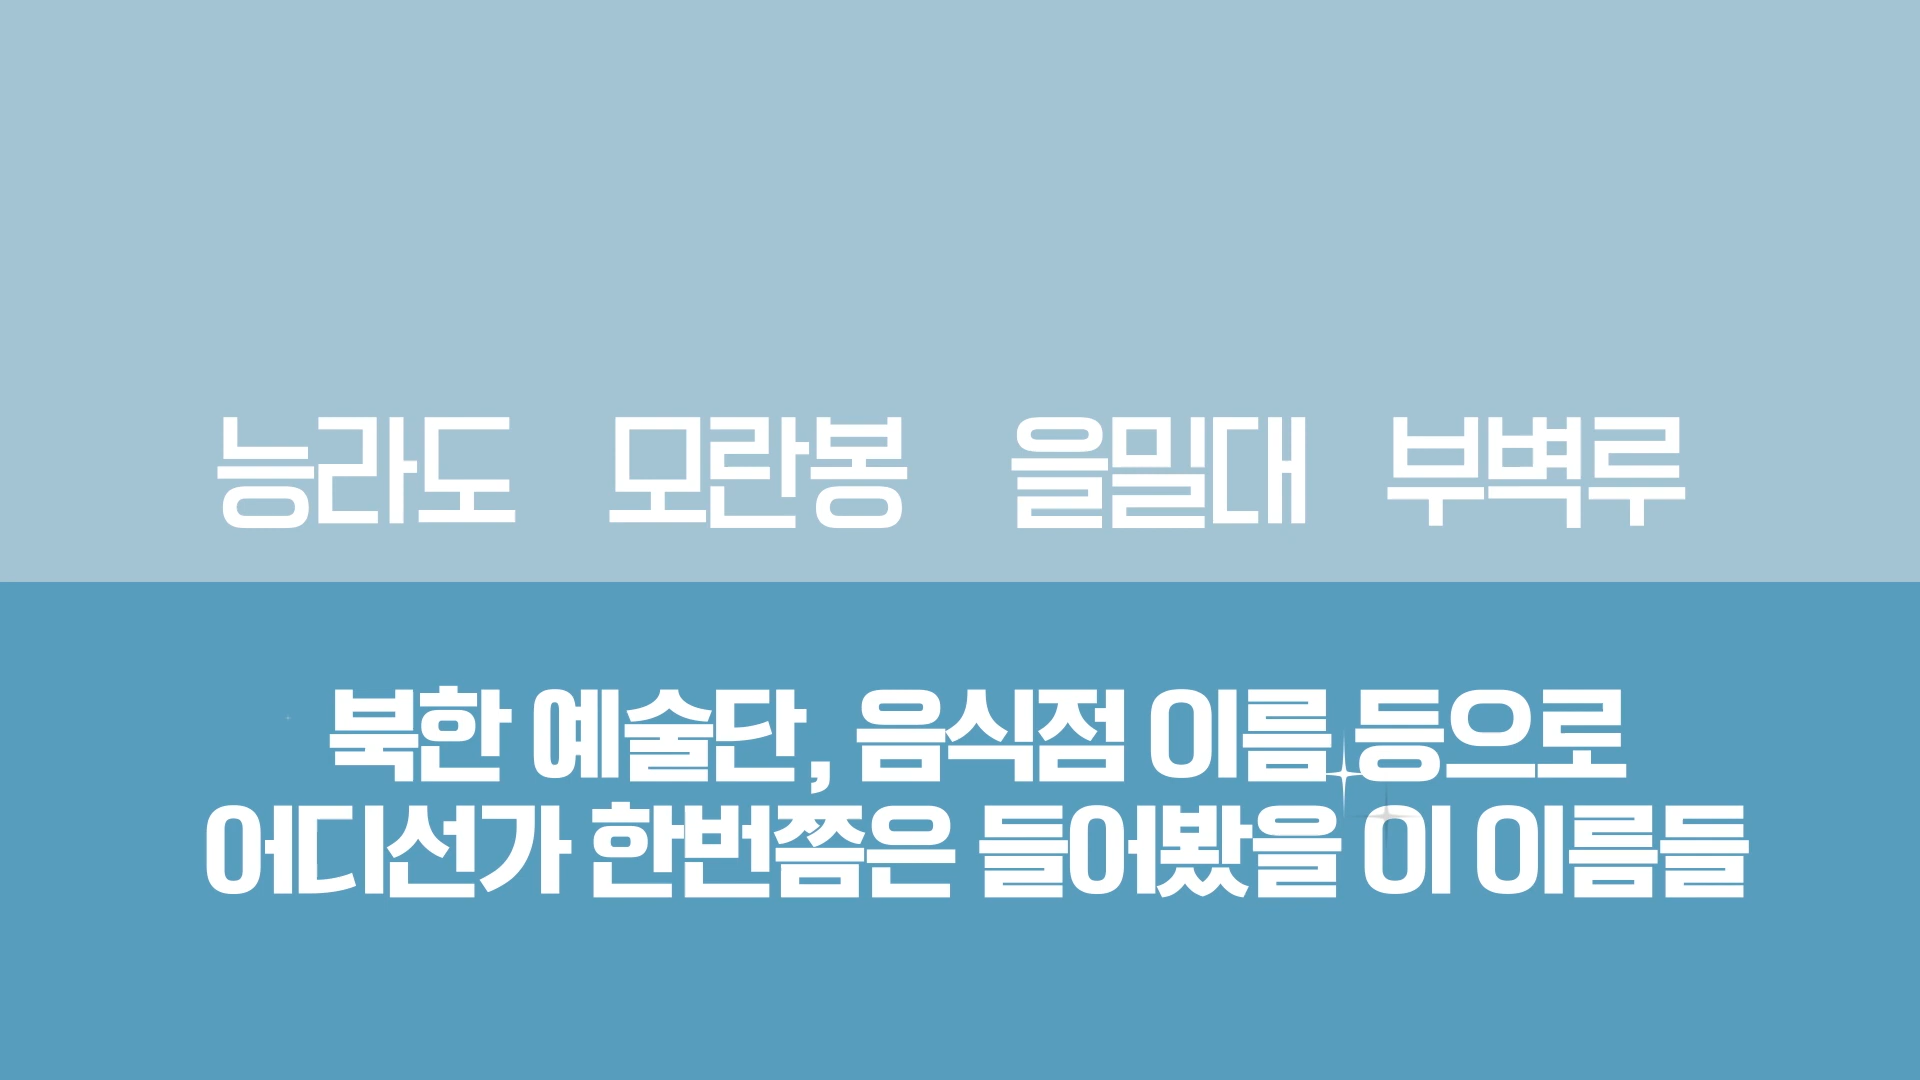 능라도 모란봉 을밀대 부벽루
북한 예술단, 음식점 이름 등으로
어디선가 한번쯤은 들어봤을 이 이름들